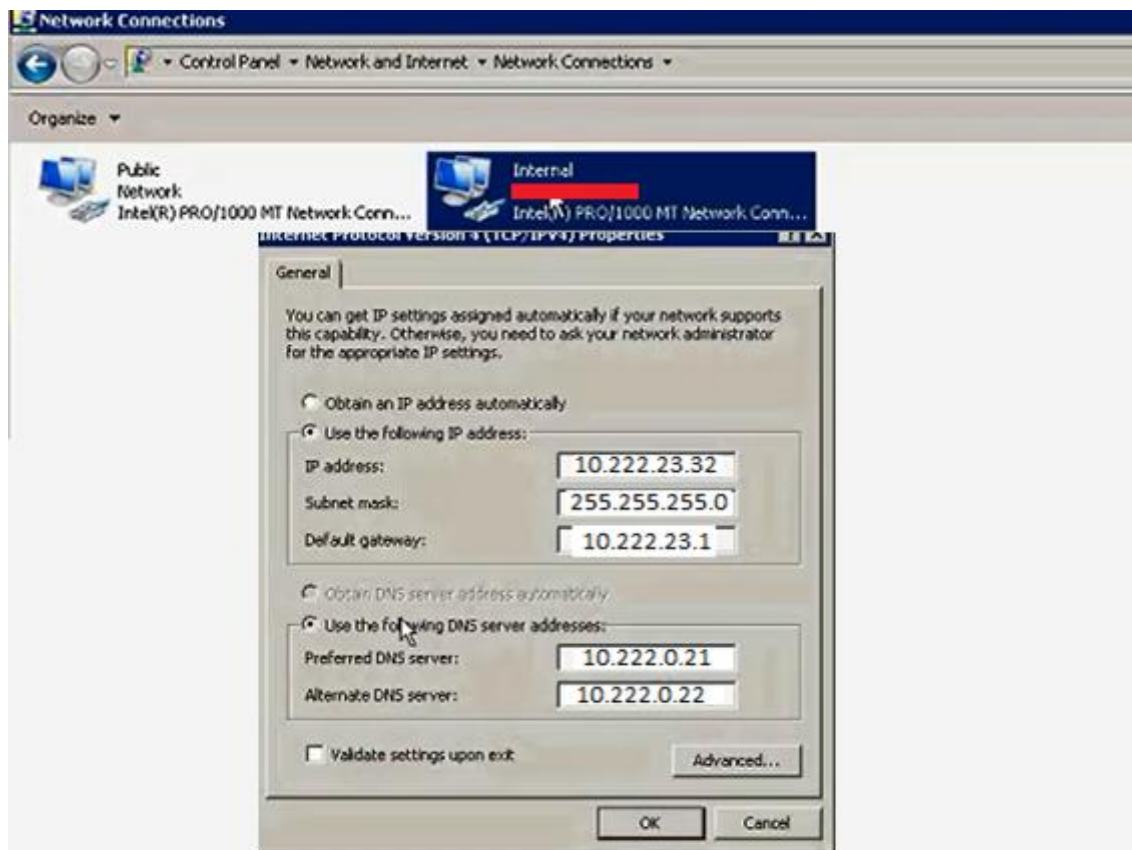 Network Connections
Control Panel Network and Internet Network Connections
Organize
Public
Network
Intel(R) PRO/1000 MT Network Conn...
Internal
Intel(R) PRO/1000 MT Network Conn...
Internet Protocol Version 4 (TCP/IPv4) Properties
General
You can get IP settings assigned automatically if your network supports
this capability. Otherwise, you need to ask your network administrator
for the appropriate IP settings.
Obtain an IP address automatically
Use the following IP address:
IP address: 10.222.23.32
Subnet mask: 255.255.255.0
Default gateway: 10.222.23.1
Obtain DNS server address automatically
Use the following DNS server addresses:
Preferred DNS server: 10.222.0.21
Alternate DNS server: 10.222.0.22
Validate settings upon exit
Advanced...
OK Cancel